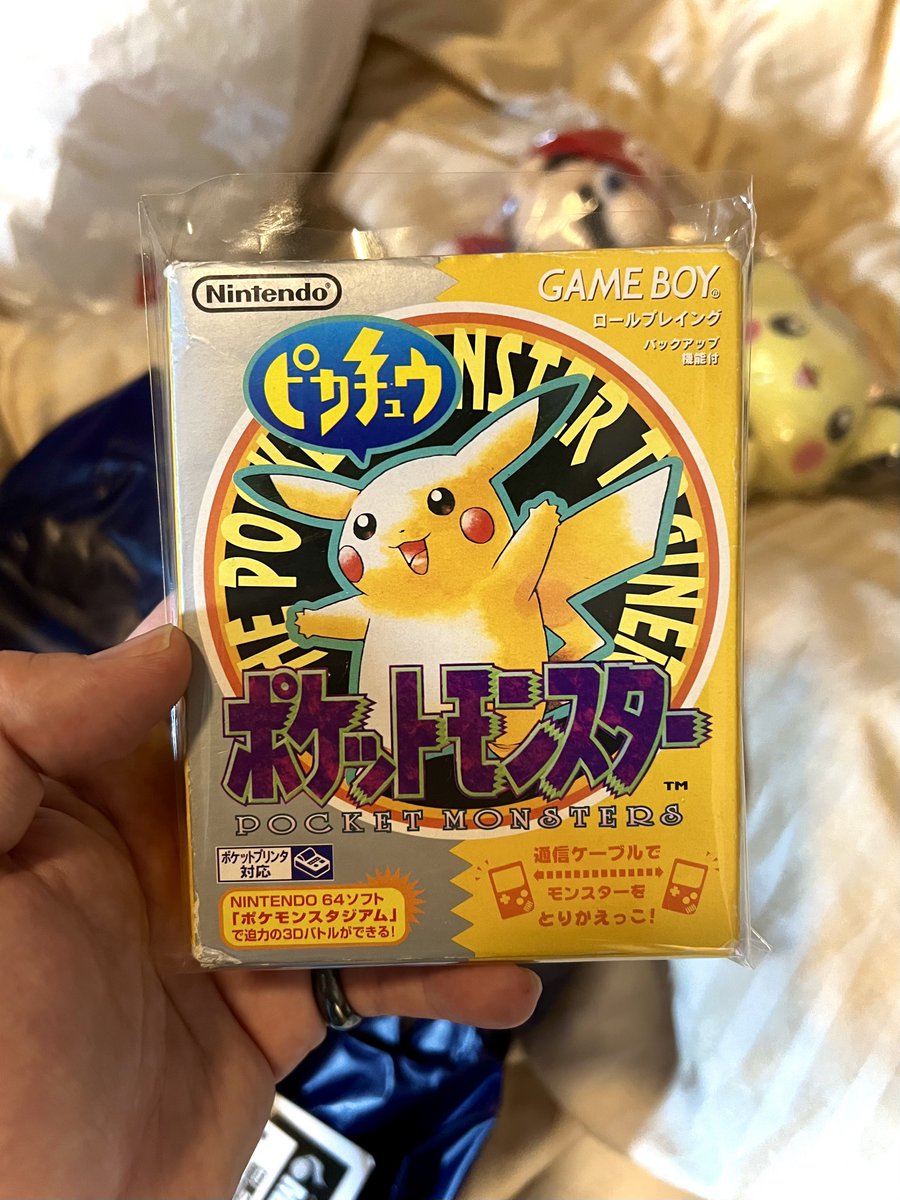 Nintendo®
GAME BOY®
ロールプレイング
バックアップ
機能付
ピカチュウ
ポケットモンスター
TM
POCKET MONSTERS
ポケットプリンタ
対応
NINTENDO 64ソフト
「ポケモンスタジアム」
で迫力の3Dバトルができる!
通信ケーブルで
モンスターを
とりかえっこ!